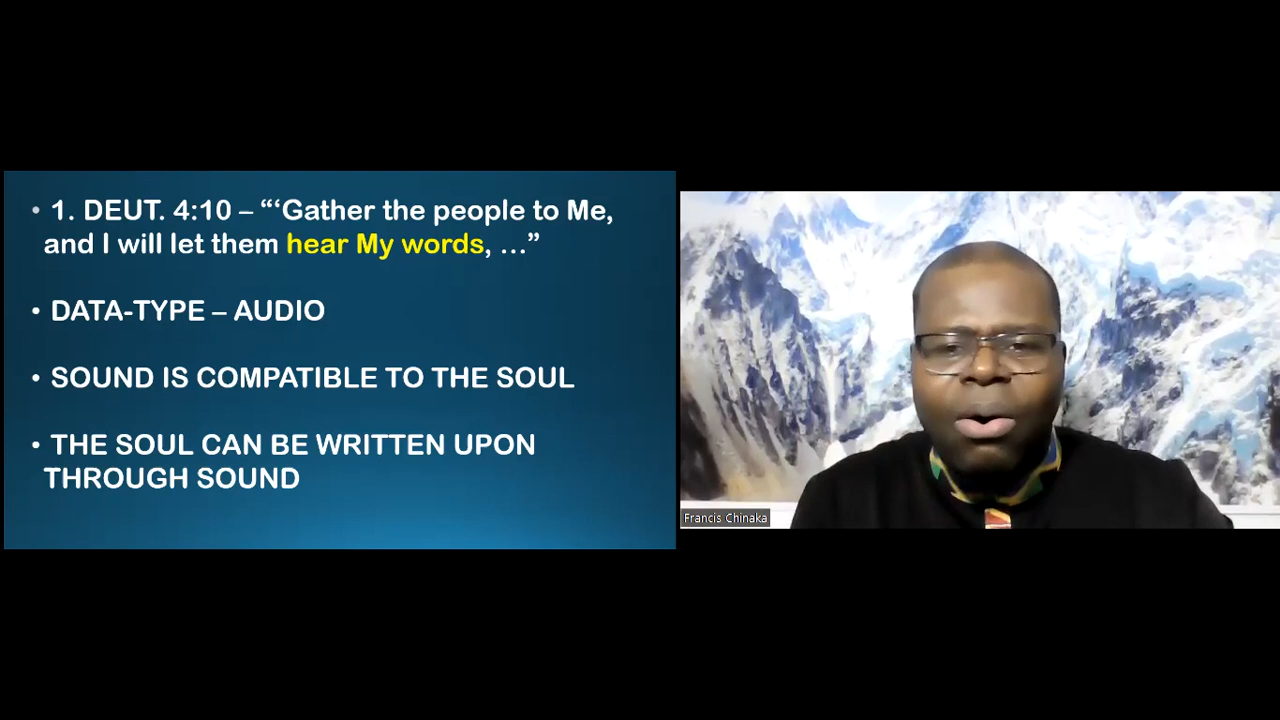 • 1. DEUT. 4:10 – “‘Gather the people to Me,
and I will let them hear My words, …”
• DATA-TYPE – AUDIO
• SOUND IS COMPATIBLE TO THE SOUL
• THE SOUL CAN BE WRITTEN UPON
THROUGH SOUND
Francis Chinaka